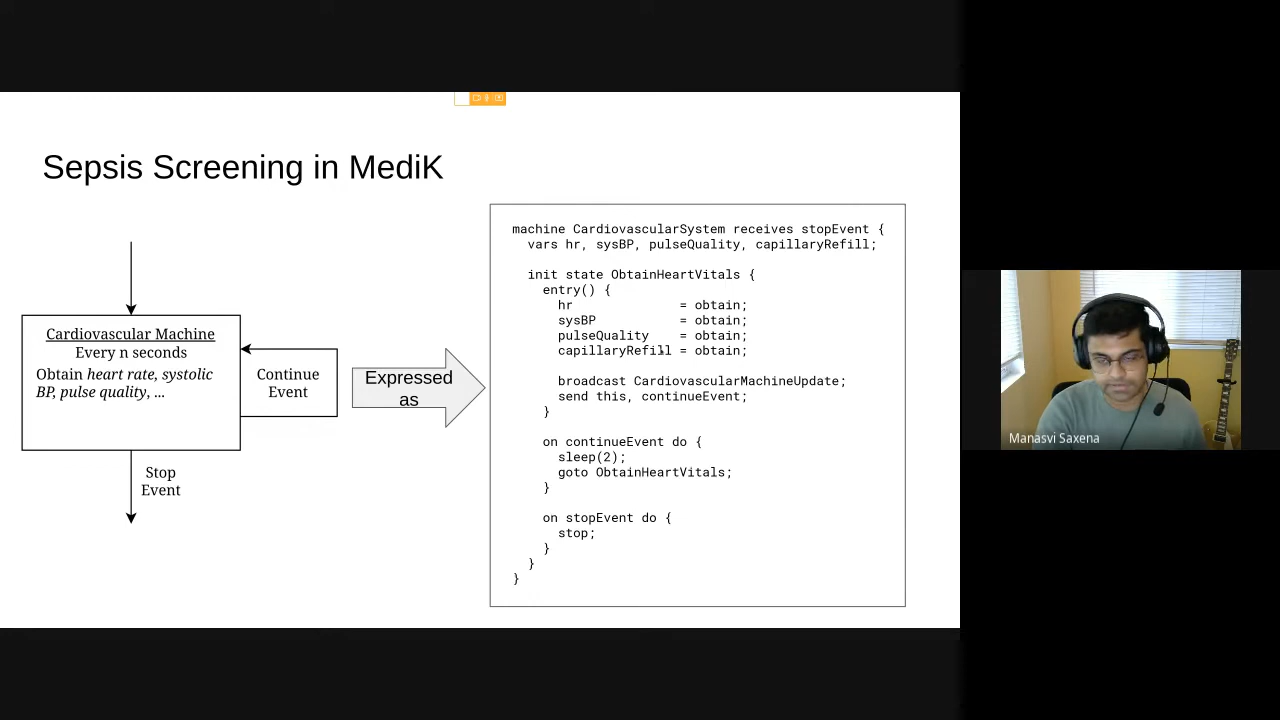 Sepsis Screening in MediK
Cardiovascular Machine
Every n seconds
Obtain heart rate, systolic
BP, pulse quality, ...
Continue
Event
Stop
Event
Expressed
as
machine CardiovascularSystem receives stopEvent {
vars hr, sysBP, pulseQuality, capillaryRefill;
init state ObtainHeartVitals {
entry() {
hr = obtain;
sysBP = obtain;
pulseQuality = obtain;
capillaryRefill = obtain;
broadcast CardiovascularMachineUpdate;
send this, continueEvent;
}
on continueEvent do {
sleep(2);
goto ObtainHeartVitals;
}
on stopEvent do {
stop;
}
}
}
Manasvi Saxena